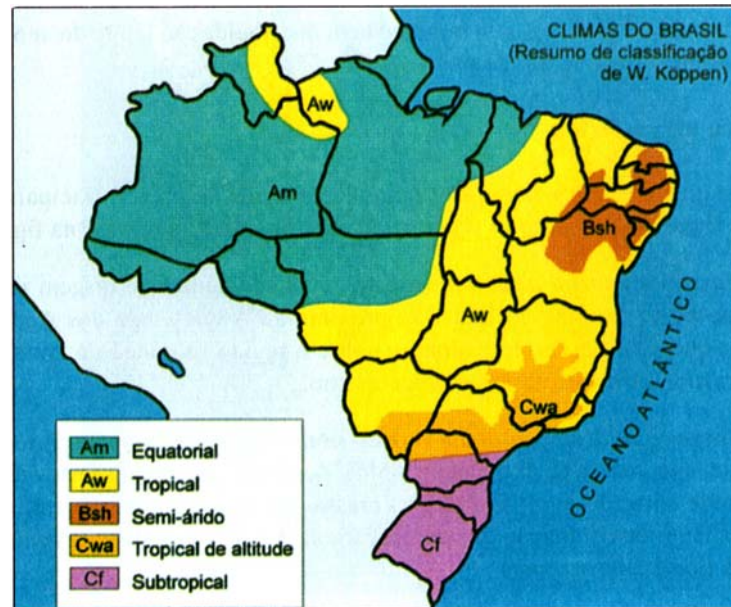 CLIMAS DO BRASIL
(Resumo de classificação
de W. Köppen)
Aw
Am
Bsh
Aw
Cwa
OCEANO ATLÂNTICO
Cf
Am Equatorial
Aw Tropical
Bsh Semi-árido
Cwa Tropical de altitude
Cf Subtropical